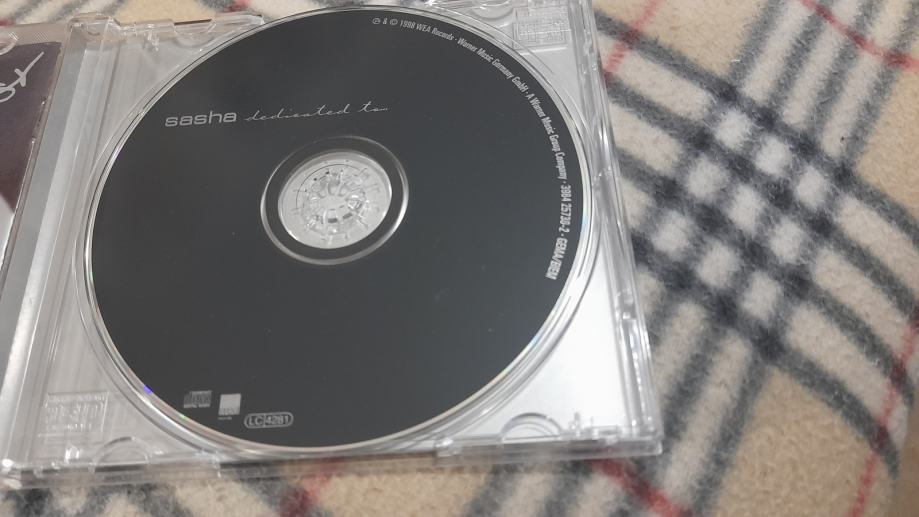 ℗ & © 1998 WEA Records · Warner Music Germany GmbH · A Warner Music Group Company · 3984 25730-2 · GEMA/BIEM
sasha dedicated to...
LC 4281